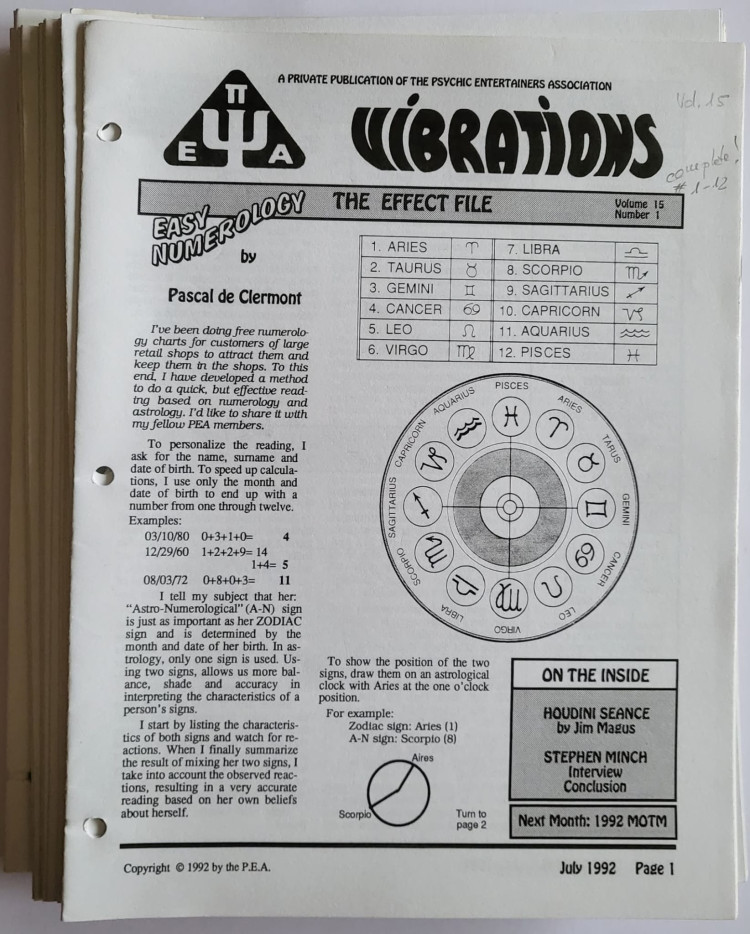 A PRIVATE PUBLICATION OF THE PSYCHIC ENTERTAINERS ASSOCIATION
Π
E Ψ A
VIBRATIONS
Vol. 15
complete!
# 1-12
THE EFFECT FILE
Volume 15
Number 1
EASY
NUMEROLOGY
by
Pascal de Clermont
I've been doing free numerolo-
gy charts for customers of large
retail shops to attract them and
keep them in the shops. To this
end, I have developed a method
to do a quick, but effective read-
ing based on numerology and
astrology. I'd like to share it with
my fellow PEA members.
To personalize the reading, I
ask for the name, surname and
date of birth. To speed up calcula-
tions, I use only the month and
date of birth to end up with a
number from one through twelve.
Examples:
03/10/80 0+3+1+0= 4
12/29/60 1+2+2+9= 14
1+4= 5
08/03/72 0+8+0+3= 11
I tell my subject that her:
"Astro-Numerological" (A-N) sign
is just as important as her ZODIAC
sign and is determined by the
month and date of her birth. In as-
trology, only one sign is used. Us-
ing two signs, allows us more bal-
ance, shade and accuracy in
interpreting the characteristics of a
person's signs.
I start by listing the characteris-
tics of both signs and watch for re-
actions. When I finally summarize
the result of mixing her two signs, I
take into account the observed reac-
tions, resulting in a very accurate
reading based on her own beliefs
about herself.
1. ARIES ♈ 7. LIBRA ♎
2. TAURUS ♉ 8. SCORPIO ♏
3. GEMINI ♊ 9. SAGITTARIUS ♐
4. CANCER ♋ 10. CAPRICORN ♑
5. LEO ♌ 11. AQUARIUS ♒
6. VIRGO ♍ 12. PISCES ♓
PISCES
ARIES
TARUS
GEMINI
CANCER
LEO
VIRGO
LIBRA
SCORPIO
SAGITTARIUS
CAPRICORN
AQUARIUS
To show the position of the two
signs, draw them on an astrological
clock with Aries at the one o'clock
position.
For example:
Zodiac sign: Aries (1)
A-N sign: Scorpio (8)
Aires
Scorpio
Turn to
page 2
ON THE INSIDE
HOUDINI SEANCE
by Jim Magus
STEPHEN MINCH
Interview
Conclusion
Next Month: 1992 MOTM
Copyright © 1992 by the P.E.A.
July 1992 Page 1